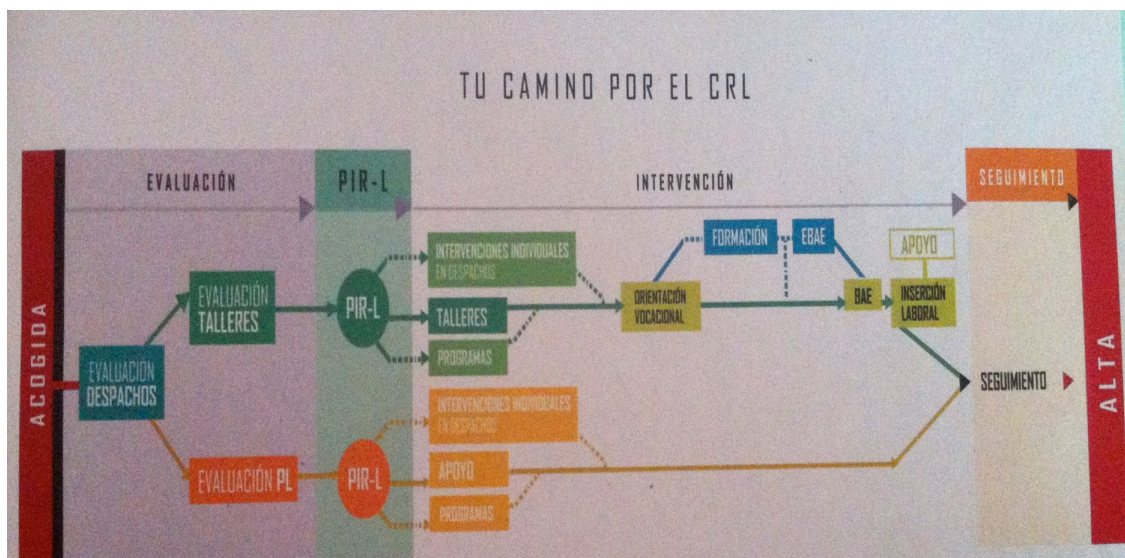 TU CAMINO POR EL CRL
ACOGIDA
EVALUACIÓN
PIR-L
INTERVENCIÓN
SEGUIMIENTO
ALTA
EVALUACIÓN
DESPACHOS
EVALUACIÓN
TALLERES
PIR-L
INTERVENCIONES INDIVIDUALES
EN DESPACHOS
TALLERES
PROGRAMAS
ORIENTACIÓN
VOCACIONAL
FORMACIÓN
EBAE
BAE
APOYO
INSERCIÓN
LABORAL
EVALUACIÓN PL
PIR-L
INTERVENCIONES INDIVIDUALES
EN DESPACHOS
APOYO
PROGRAMAS
SEGUIMIENTO